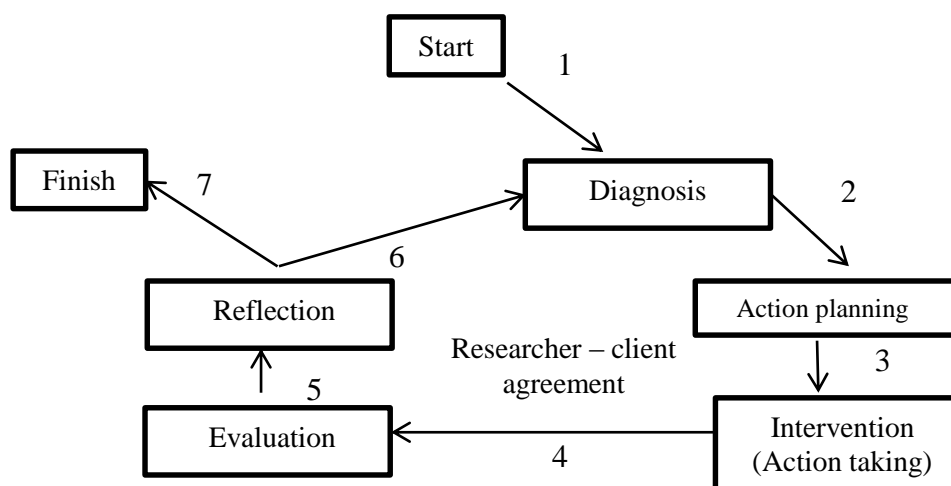 Start
1
Finish
7
Diagnosis
2
6
Reflection
Action planning
Researcher – client
agreement
3
5
Evaluation
4
Intervention
(Action taking)